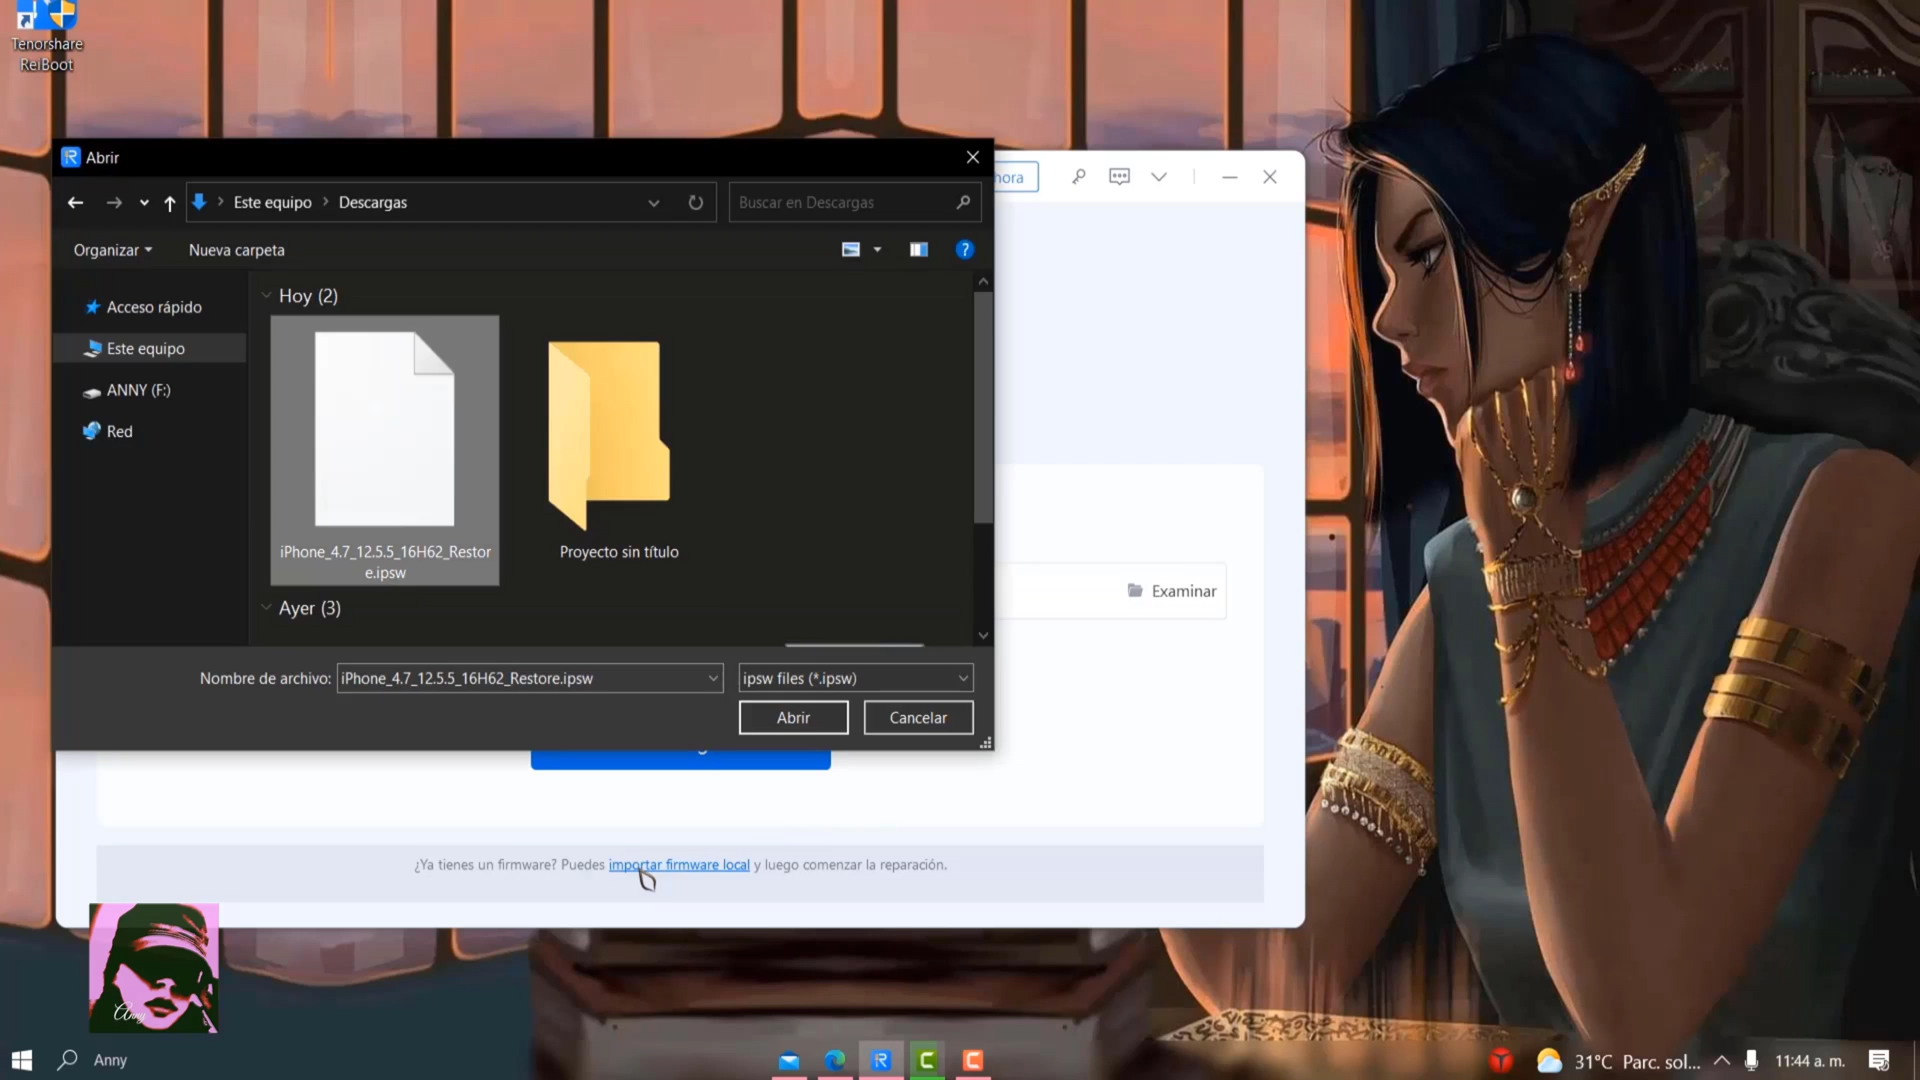 Tenorshare
ReiBoot
Abrir
hora
Este equipo
Descargas
Buscar en Descargas
Organizar
Nueva carpeta
?
Acceso rápido
Este equipo
ANNY (F:)
Red
Hoy (2)
iPhone_4.7_12.5.5_16H62_Restor
e.ipsw
Proyecto sin título
Ayer (3)
Examinar
Nombre de archivo:
iPhone_4.7_12.5.5_16H62_Restore.ipsw
ipsw files (*.ipsw)
Abrir
Cancelar
¿Ya tienes un firmware? Puedes importar firmware local y luego comenzar la reparación.
Anny
Anny
31°C Parc. sol...
11:44 a. m.